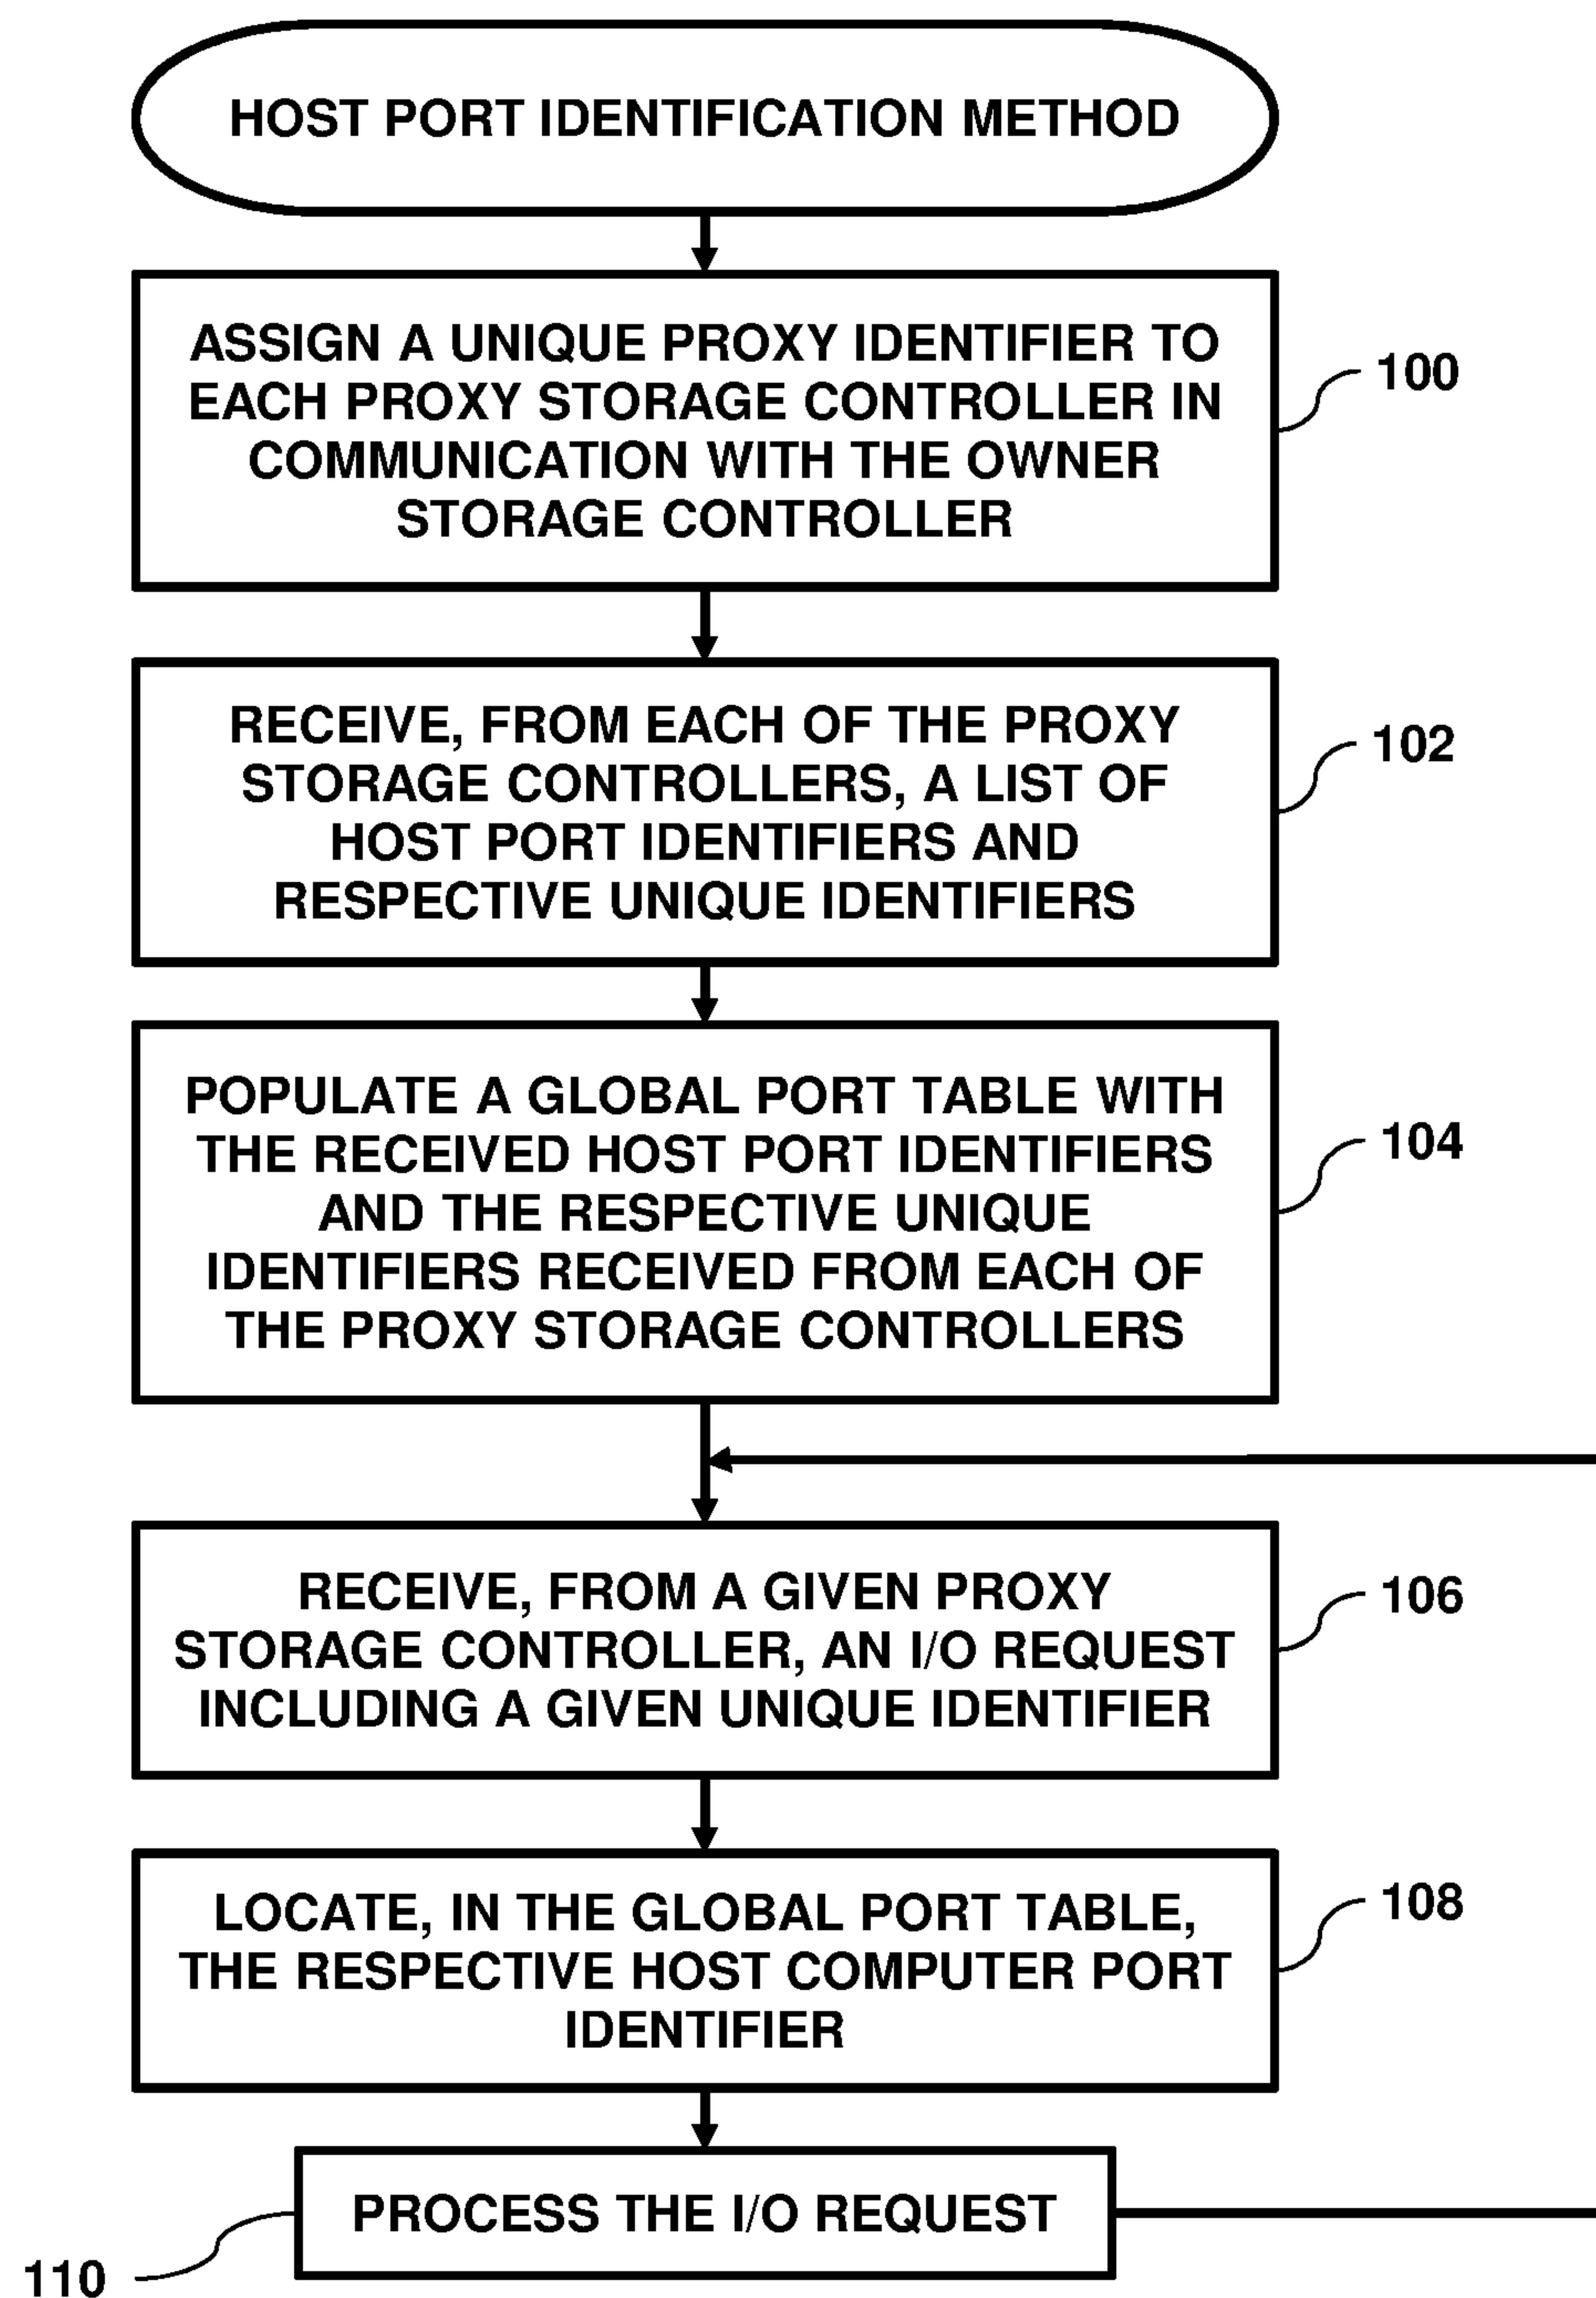 HOST PORT IDENTIFICATION METHOD
ASSIGN A UNIQUE PROXY IDENTIFIER TO
EACH PROXY STORAGE CONTROLLER IN
COMMUNICATION WITH THE OWNER
STORAGE CONTROLLER
100
RECEIVE, FROM EACH OF THE PROXY
STORAGE CONTROLLERS, A LIST OF
HOST PORT IDENTIFIERS AND
RESPECTIVE UNIQUE IDENTIFIERS
102
POPULATE A GLOBAL PORT TABLE WITH
THE RECEIVED HOST PORT IDENTIFIERS
AND THE RESPECTIVE UNIQUE
IDENTIFIERS RECEIVED FROM EACH OF
THE PROXY STORAGE CONTROLLERS
104
RECEIVE, FROM A GIVEN PROXY
STORAGE CONTROLLER, AN I/O REQUEST
INCLUDING A GIVEN UNIQUE IDENTIFIER
106
LOCATE, IN THE GLOBAL PORT TABLE,
THE RESPECTIVE HOST COMPUTER PORT
IDENTIFIER
108
PROCESS THE I/O REQUEST
110